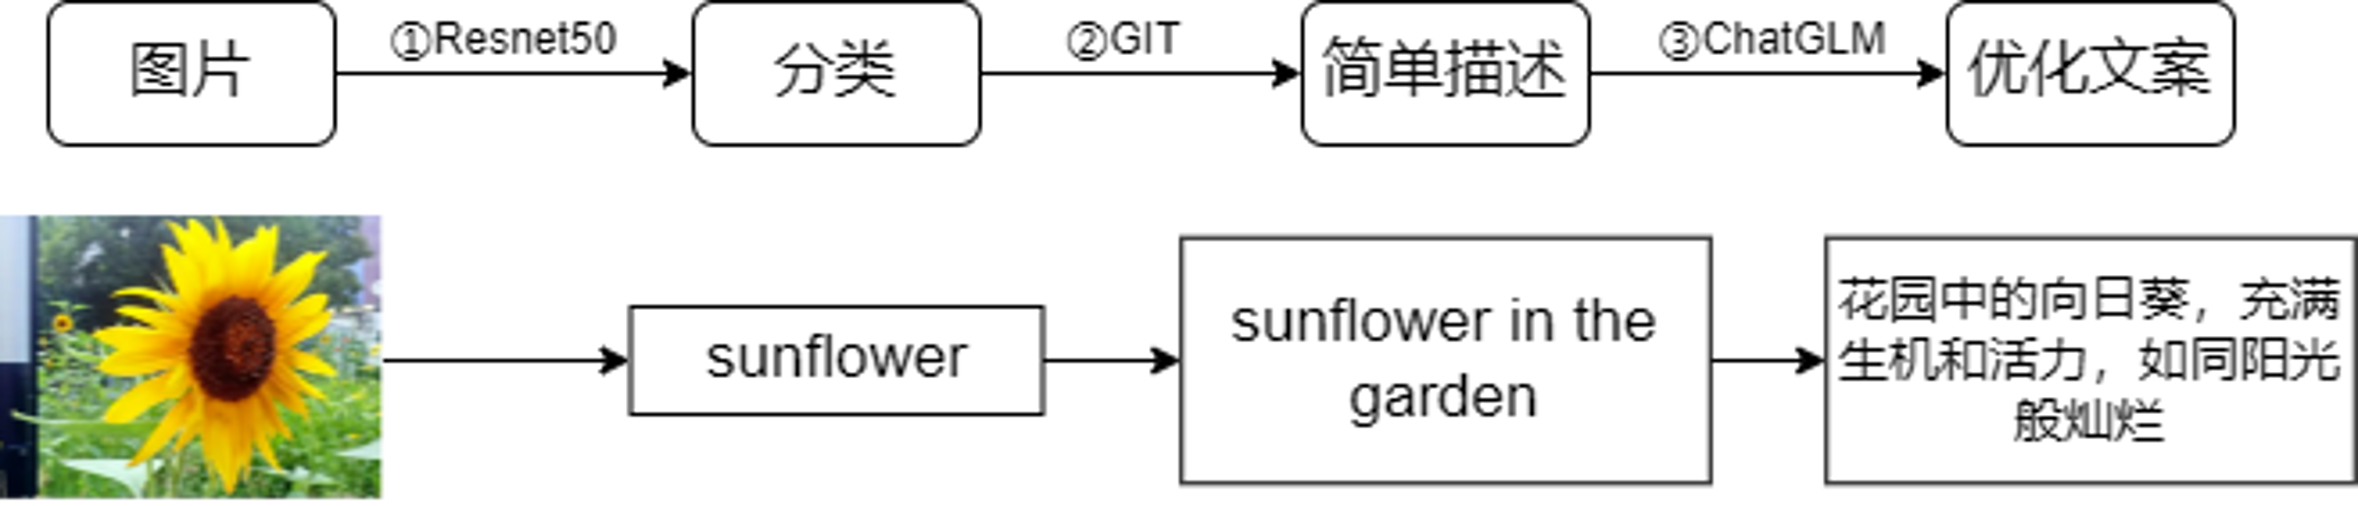 图片
①Resnet50
分类
②GIT
简单描述
③ChatGLM
优化文案
sunflower
sunflower in the
garden
花园中的向日葵，充满
生机和活力，如同阳光
般灿烂